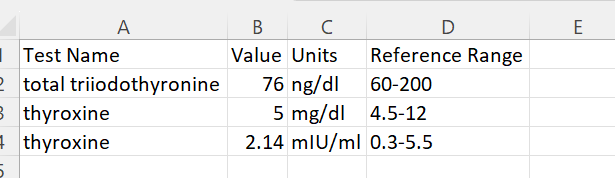 A B C D E
1 Test Name Value Units Reference Range
2 total triiodothyronine 76 ng/dl 60-200
3 thyroxine 5 mg/dl 4.5-12
4 thyroxine 2.14 mIU/ml 0.3-5.5
5